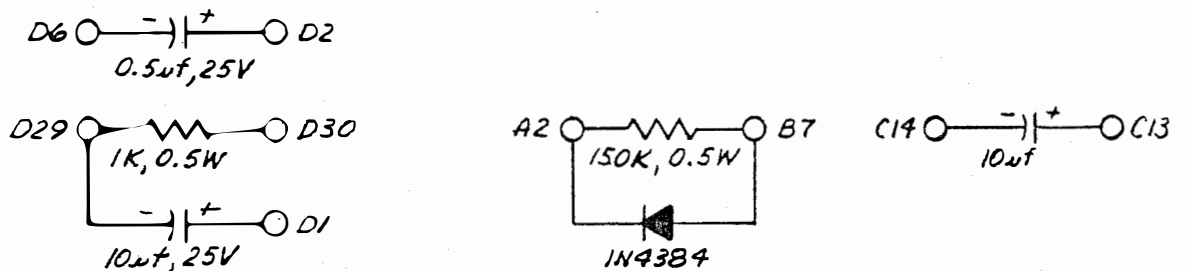 D6 - + D2
0.5uf, 25V
D29 D30
1K, 0.5W
- + D1
10uf, 25V
A2 B7
150K, 0.5W
1N4384
C14 - + C13
10uf